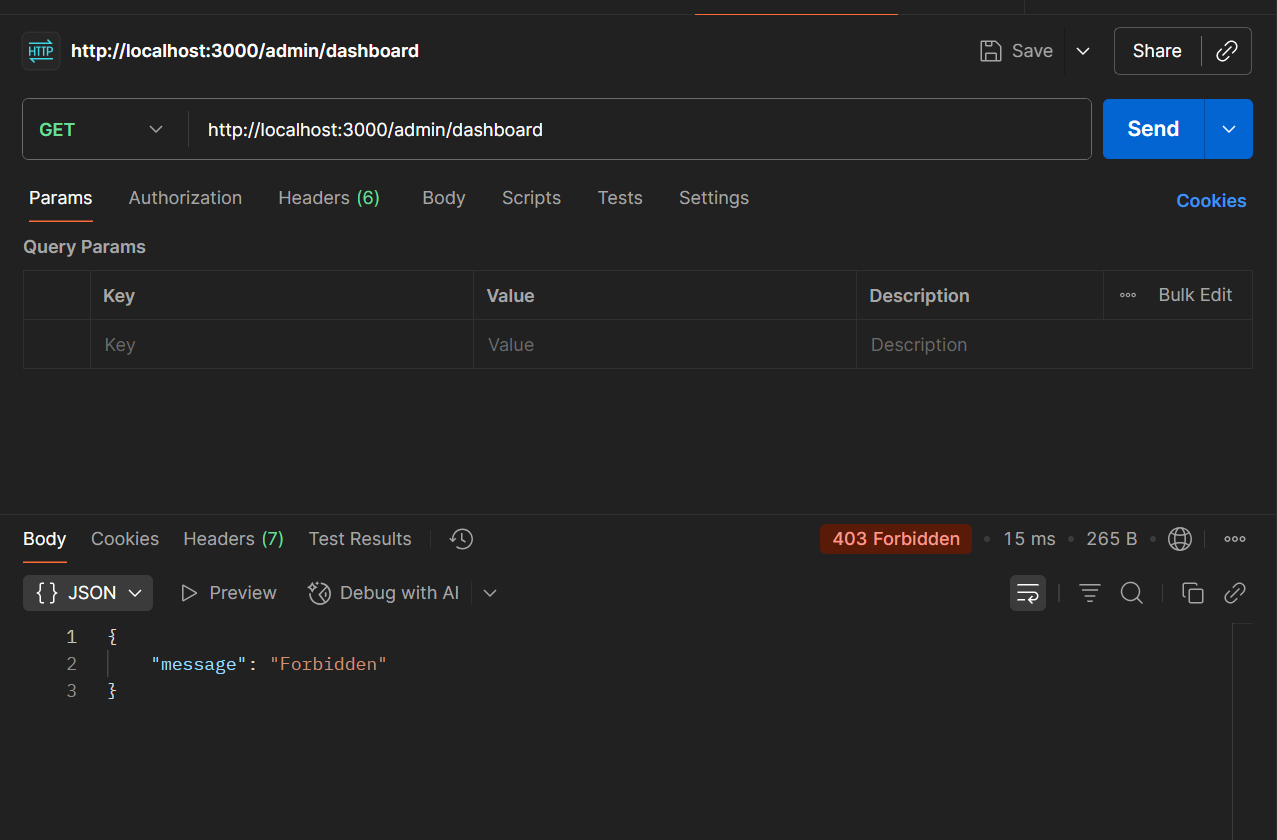 HTTP http://localhost:3000/admin/dashboard Save Share
GET http://localhost:3000/admin/dashboard Send
Params Authorization Headers (6) Body Scripts Tests Settings Cookies
Query Params
Key Value Description Bulk Edit
Key Value Description
Body Cookies Headers (7) Test Results 403 Forbidden • 15 ms • 265 B •
{} JSON Preview Debug with AI
1 {
2 "message": "Forbidden"
3 }